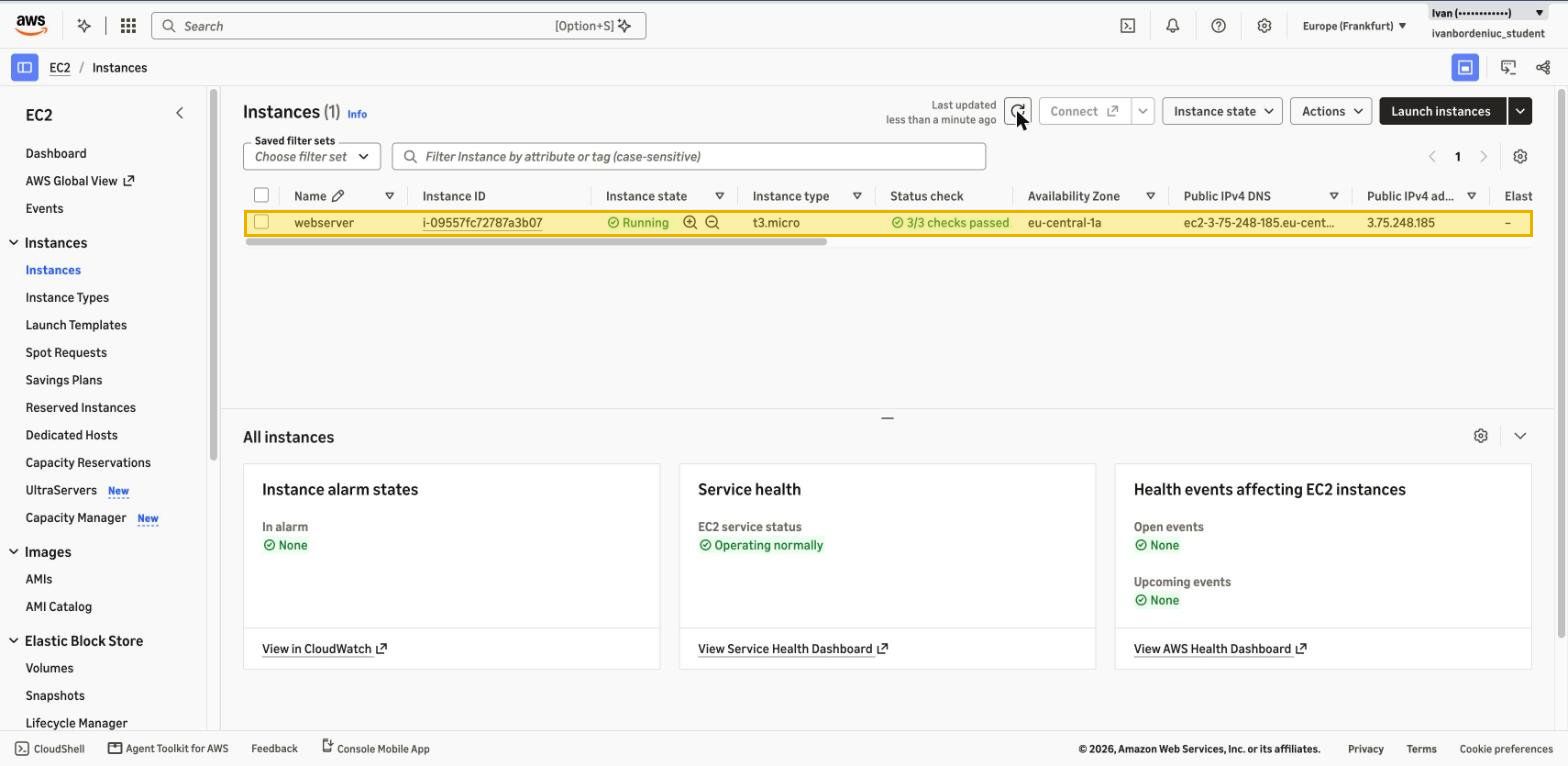 aws
Search [Option+S]
Europe (Frankfurt)
Ivan (••••••••••••)
ivanbordeniuc_student
EC2 / Instances
EC2
Dashboard
AWS Global View
Events
Instances
Instances
Instance Types
Launch Templates
Spot Requests
Savings Plans
Reserved Instances
Dedicated Hosts
Capacity Reservations
UltraServers New
Capacity Manager New
Images
AMIs
AMI Catalog
Elastic Block Store
Volumes
Snapshots
Lifecycle Manager
Instances (1) Info
Last updated
less than a minute ago
Connect
Instance state
Actions
Launch instances
Saved filter sets
Choose filter set
Filter Instance by attribute or tag (case-sensitive)
1
Name Instance ID Instance state Instance type Status check Availability Zone Public IPv4 DNS Public IPv4 ad... Elast
webserver i-09557fc72787a3b07 Running t3.micro 3/3 checks passed eu-central-1a ec2-3-75-248-185.eu-cent... 3.75.248.185 –
All instances
Instance alarm states
In alarm
None
View in CloudWatch
Service health
EC2 service status
Operating normally
View Service Health Dashboard
Health events affecting EC2 instances
Open events
None
Upcoming events
None
View AWS Health Dashboard
CloudShell Agent Toolkit for AWS Feedback Console Mobile App © 2026, Amazon Web Services, Inc. or its affiliates. Privacy Terms Cookie preferences